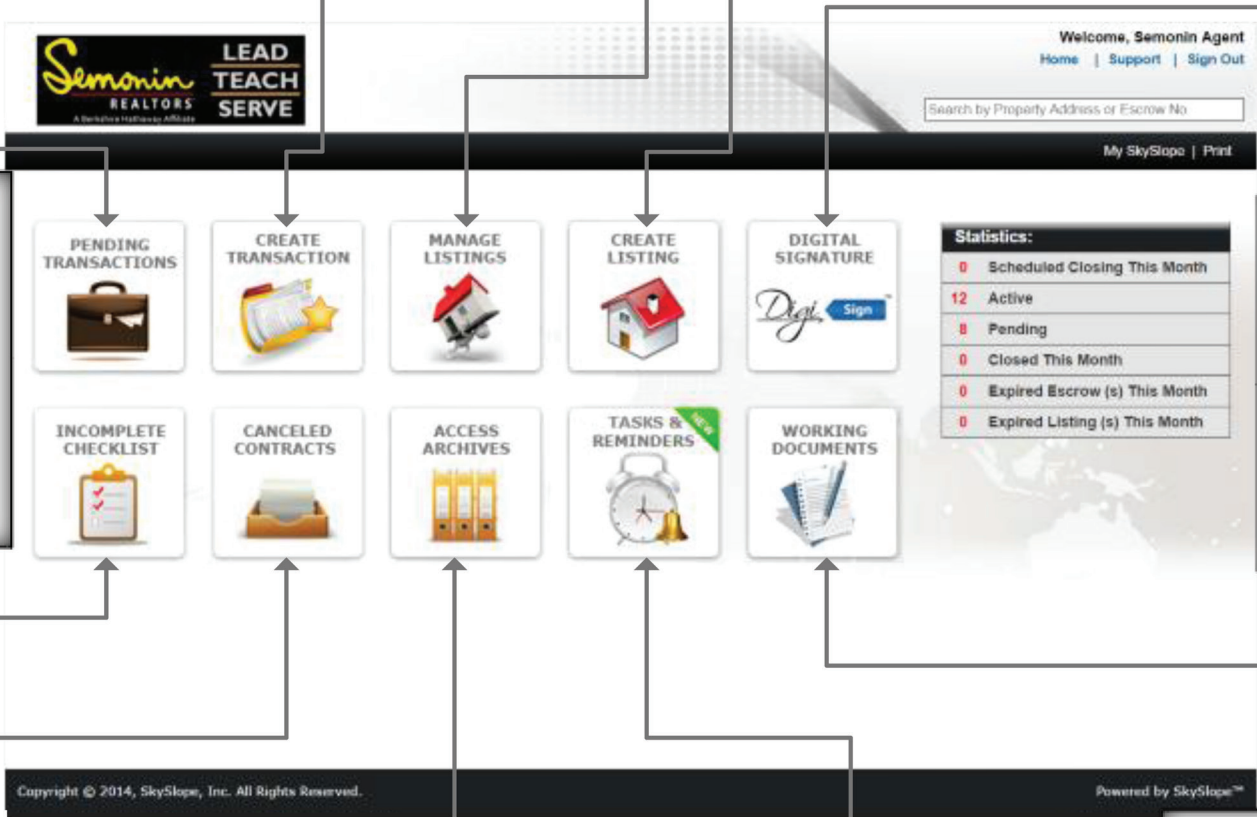 Semonin
REALTORS
A Berkshire Hathaway Affiliate
LEAD
TEACH
SERVE
Welcome, Semonin Agent
Home | Support | Sign Out
Search by Property Address or Escrow No
My SkySlope | Print
PENDING
TRANSACTIONS
CREATE
TRANSACTION
MANAGE
LISTINGS
CREATE
LISTING
DIGITAL
SIGNATURE
Digi Sign™
Statistics:
0 Scheduled Closing This Month
12 Active
8 Pending
0 Closed This Month
0 Expired Escrow (s) This Month
0 Expired Listing (s) This Month
INCOMPLETE
CHECKLIST
CANCELED
CONTRACTS
ACCESS
ARCHIVES
TASKS &
REMINDERS
NEW
WORKING
DOCUMENTS
Copyright © 2014, SkySlope, Inc. All Rights Reserved.
Powered by SkySlope™